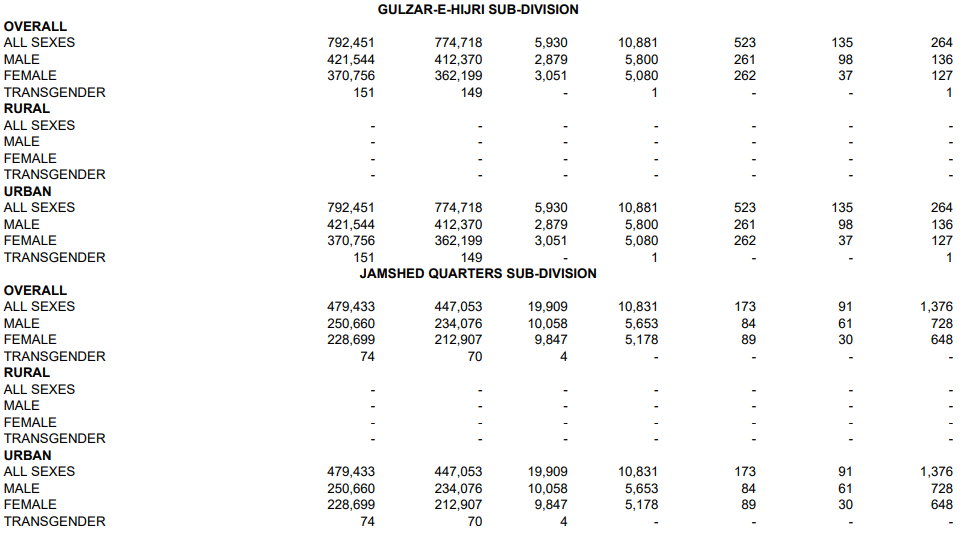 GULZAR-E-HIJRI SUB-DIVISION
OVERALL
ALL SEXES 792,451 774,718 5,930 10,881 523 135 264
MALE 421,544 412,370 2,879 5,800 261 98 136
FEMALE 370,756 362,199 3,051 5,080 262 37 127
TRANSGENDER 151 149 - 1 - - 1
RURAL
ALL SEXES - - - - - - -
MALE - - - - - - -
FEMALE - - - - - - -
TRANSGENDER - - - - - - -
URBAN
ALL SEXES 792,451 774,718 5,930 10,881 523 135 264
MALE 421,544 412,370 2,879 5,800 261 98 136
FEMALE 370,756 362,199 3,051 5,080 262 37 127
TRANSGENDER 151 149 - 1 - - 1
JAMSHED QUARTERS SUB-DIVISION
OVERALL
ALL SEXES 479,433 447,053 19,909 10,831 173 91 1,376
MALE 250,660 234,076 10,058 5,653 84 61 728
FEMALE 228,699 212,907 9,847 5,178 89 30 648
TRANSGENDER 74 70 4 - - - -
RURAL
ALL SEXES - - - - - - -
MALE - - - - - - -
FEMALE - - - - - - -
TRANSGENDER - - - - - - -
URBAN
ALL SEXES 479,433 447,053 19,909 10,831 173 91 1,376
MALE 250,660 234,076 10,058 5,653 84 61 728
FEMALE 228,699 212,907 9,847 5,178 89 30 648
TRANSGENDER 74 70 4 - - - -